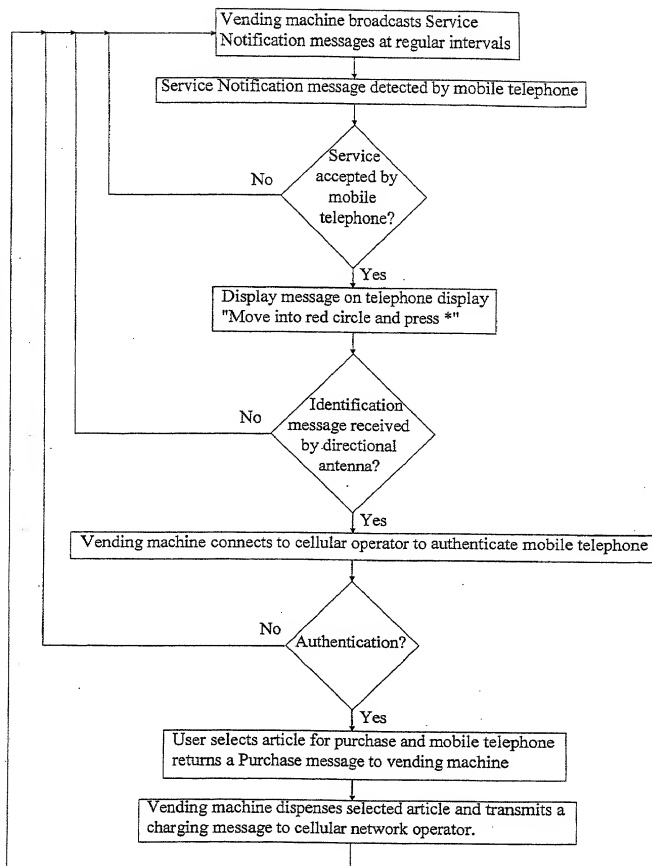 Vending machine broadcasts Service
Notification messages at regular intervals
Service Notification message detected by mobile telephone
Service
accepted by
mobile
telephone?
No
Yes
Display message on telephone display
"Move into red circle and press *"
Identification
message received
by directional
antenna?
No
Yes
Vending machine connects to cellular operator to authenticate mobile telephone
Authentication?
No
Yes
User selects article for purchase and mobile telephone
returns a Purchase message to vending machine
Vending machine dispenses selected article and transmits a
charging message to cellular network operator.